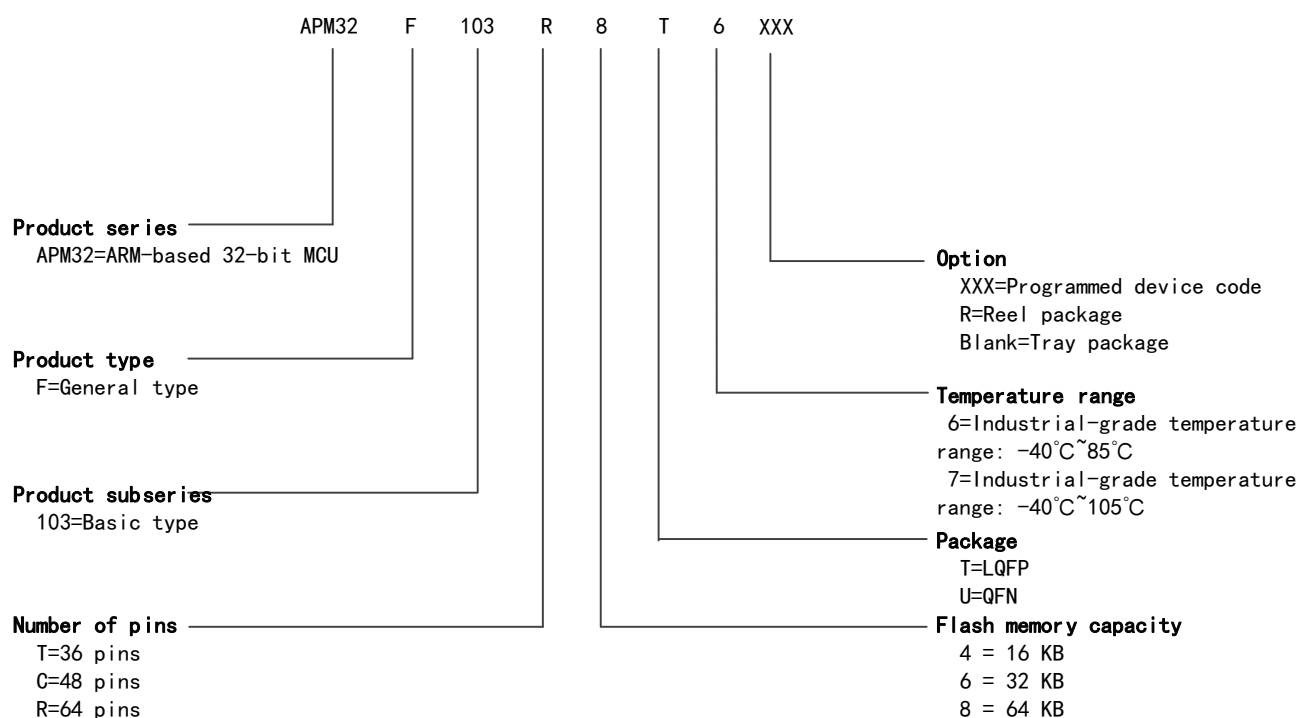 APM32 F 103 R 8 T 6 XXX
Product series
APM32=ARM-based 32-bit MCU
Product type
F=General type
Product subseries
103=Basic type
Number of pins
T=36 pins
C=48 pins
R=64 pins
Option
XXX=Programmed device code
R=Reel package
Blank=Tray package
Temperature range
6=Industrial-grade temperature
range: -40℃~85℃
7=Industrial-grade temperature
range: -40℃~105℃
Package
T=LQFP
U=QFN
Flash memory capacity
4 = 16 KB
6 = 32 KB
8 = 64 KB